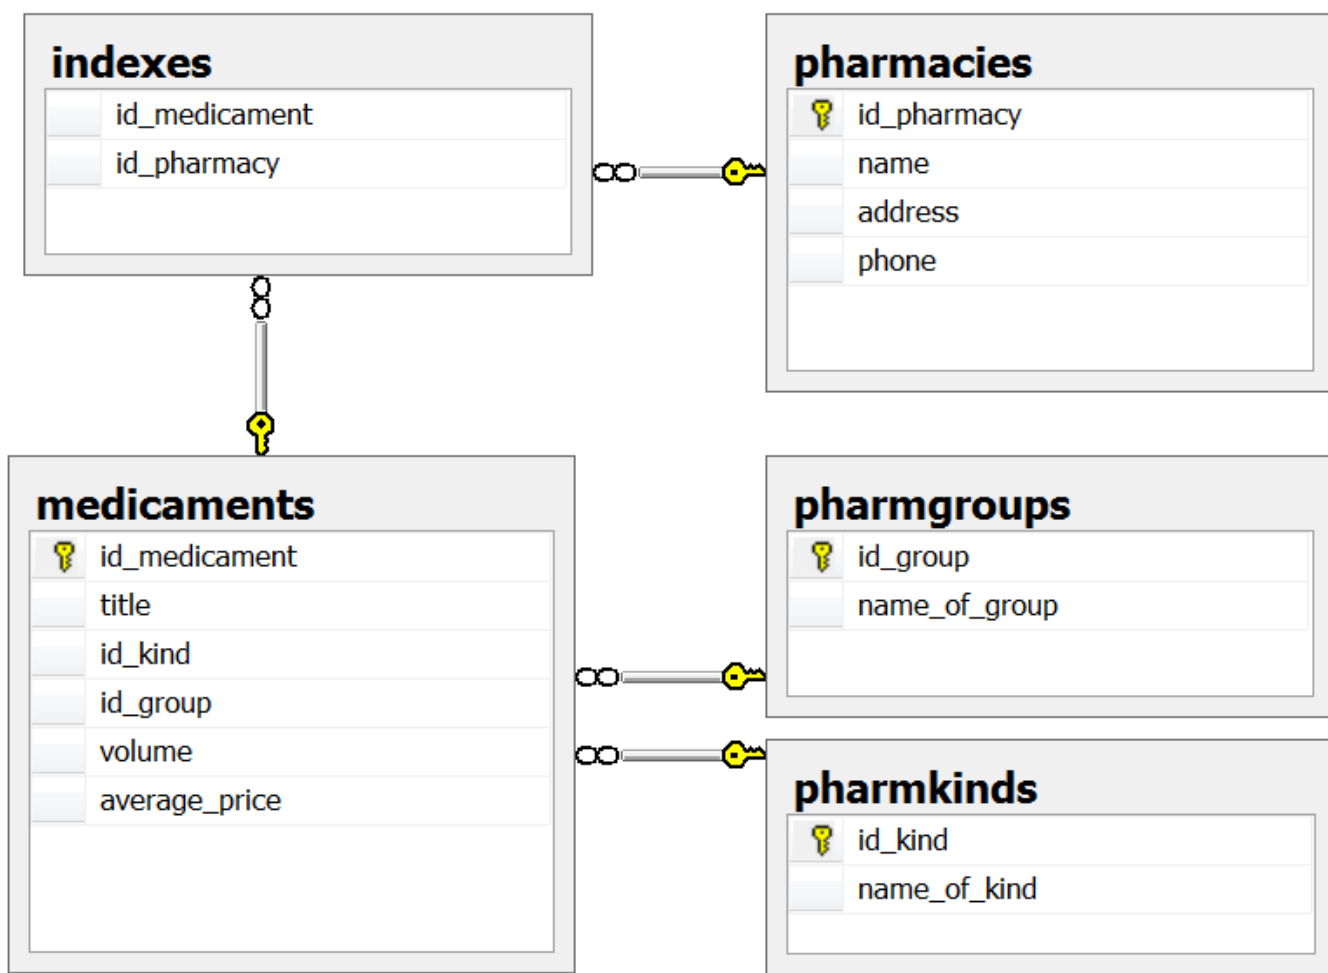 indexes
id_medicament
id_pharmacy
pharmacies
id_pharmacy
name
address
phone
medicaments
id_medicament
title
id_kind
id_group
volume
average_price
pharmgroups
id_group
name_of_group
pharmkinds
id_kind
name_of_kind